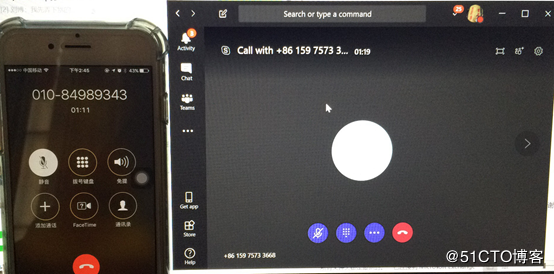 中国移动 下午2:45 43%
010-84989343
01:11
静音 拨号键盘 免提
添加通话 FaceTime 通讯录
Search or type a command
25
Activity
Chat
Teams
Get app
Store
Help
Call with +86 159 7573 3... 01:19
+86 159 7573 3668
@51CTO博客